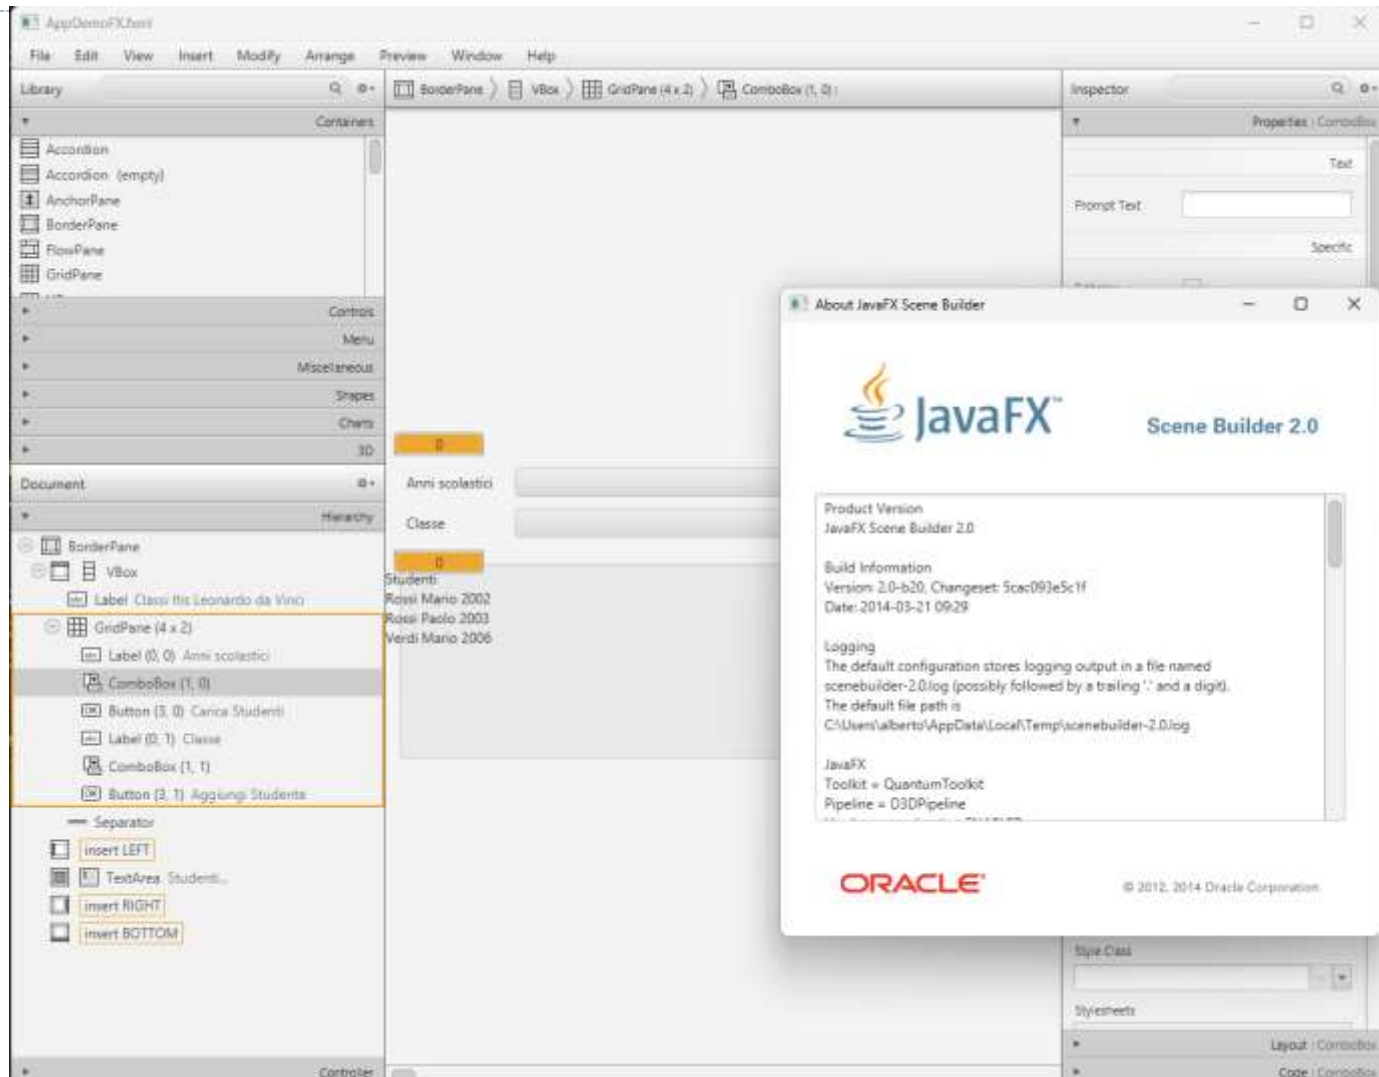 AppDemoFX.fxml
File Edit View Insert Modify Arrange Preview Window Help
Library
Containers
Accordion
Accordion (empty)
AnchorPane
BorderPane
FlowPane
GridPane
Controls
Menu
Miscellaneous
Shapes
Charts
3D
Document
Hierarchy
BorderPane
VBox
Label Classi Itis Leonardo da Vinci
GridPane (4 x 2)
Label (0, 0) Anni scolastici
ComboBox (1, 0)
Button (3, 0) Carica Studenti
Label (0, 1) Classe
ComboBox (1, 1)
Button (3, 1) Aggiungi Studente
Separator
insert LEFT
TextArea Studenti...
insert RIGHT
insert BOTTOM
Controller
BorderPane VBox GridPane (4 x 2) ComboBox (1, 0) :
0
Anni scolastici
Classe
0
Studenti
Rossi Mario 2002
Rossi Paolo 2003
Verdi Mario 2006
Inspector
Properties : ComboBox
Text
Prompt Text
Specific
About JavaFX Scene Builder
JavaFX™
Scene Builder 2.0
Product Version
JavaFX Scene Builder 2.0
Build Information
Version: 2.0-b20, Changeset: 5cac093e5c1f
Date: 2014-03-21 09:29
Logging
The default configuration stores logging output in a file named
scenebuilder-2.0.log (possibly followed by a trailing '.' and a digit).
The default file path is
C:\Users\alberto\AppData\Local\Temp\scenebuilder-2.0.log
JavaFX
Toolkit = QuantumToolkit
Pipeline = D3DPipeline
ORACLE
© 2012, 2014 Oracle Corporation
Style Class
Stylesheets
Layout : ComboBox
Code : ComboBox